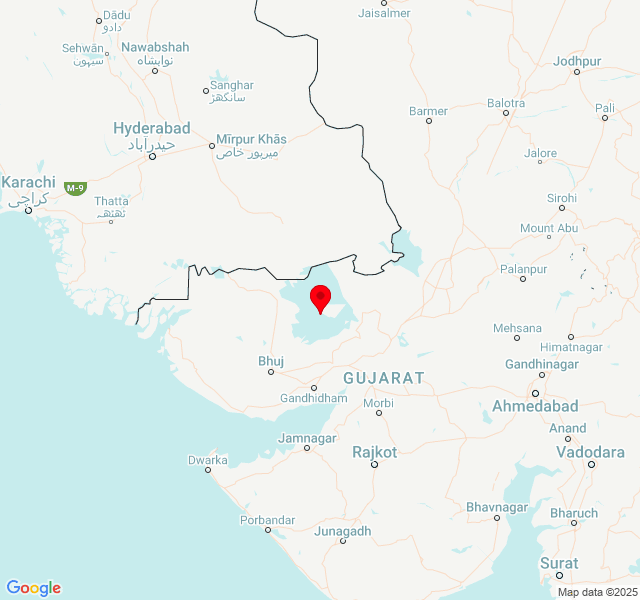 Jaisalmer
Dādu
دادو
Sehwān
سيہون
Nawabshah
نوابشاہ
Jodhpur
Sanghar
سانگھڑ
Balotra
Pali
Barmer
Hyderabad
حیدرآباد
Mīrpur Khās
میرپور خاص
Jalore
Karachi
كراچى
M-9
Thatta
ٹھٹھہ
Sirohi
Mount Abu
Palanpur
Mehsana
Himatnagar
Bhuj
Gandhinagar
GUJARAT
Gandhidham
Morbi
Ahmedabad
Anand
Jamnagar
Rajkot
Vadodara
Dwarka
Bhavnagar
Bharuch
Porbandar
Junagadh
Surat
Google
Map data ©2025